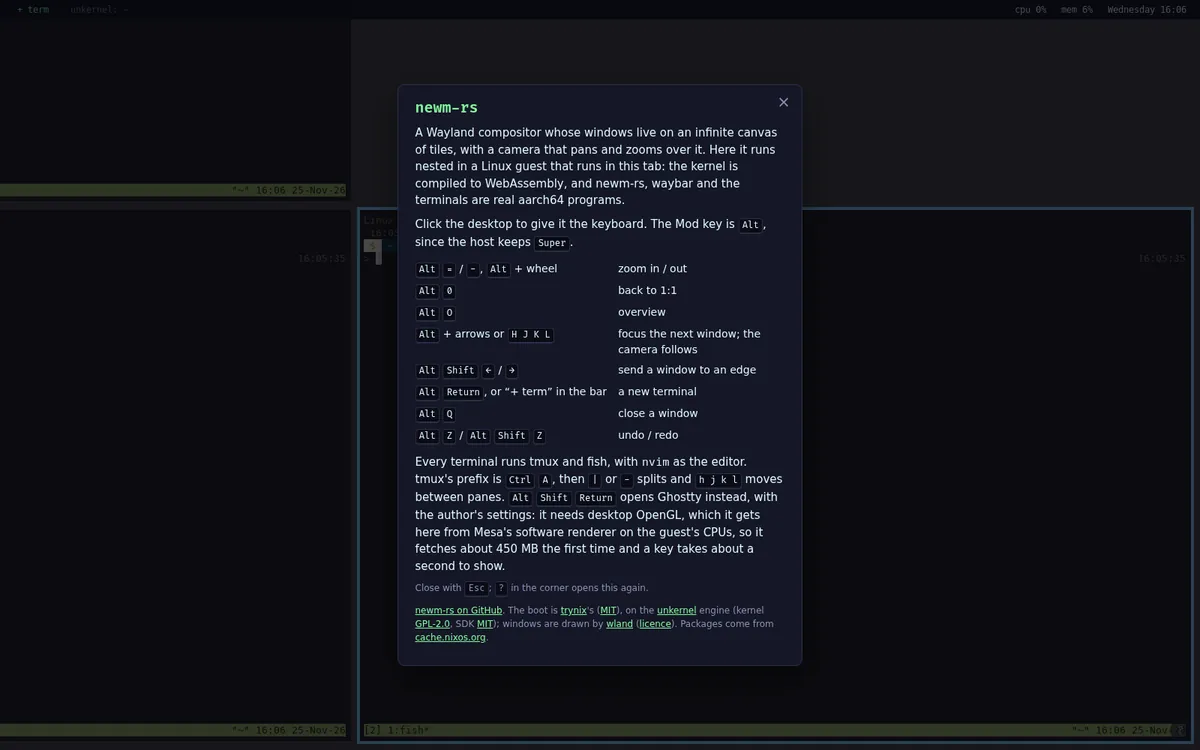 + term unkernel: ~ cpu 0% mem 6% Wednesday 16:06
newm-rs ×
A Wayland compositor whose windows live on an infinite canvas
of tiles, with a camera that pans and zooms over it. Here it runs
nested in a Linux guest that runs in this tab: the kernel is
compiled to WebAssembly, and newm-rs, waybar and the
terminals are real aarch64 programs.
Click the desktop to give it the keyboard. The Mod key is Alt,
since the host keeps Super.
Alt = / -, Alt + wheel zoom in / out
Alt 0 back to 1:1
Alt O overview
Alt + arrows or H J K L focus the next window; the
camera follows
Alt Shift ← / → send a window to an edge
Alt Return, or “+ term” in the bar a new terminal
Alt Q close a window
Alt Z / Alt Shift Z undo / redo
Every terminal runs tmux and fish, with nvim as the editor.
tmux's prefix is Ctrl A, then | or - splits and h j k l moves
between panes. Alt Shift Return opens Ghostty instead, with
the author's settings: it needs desktop OpenGL, which it gets
here from Mesa's software renderer on the guest's CPUs, so it
fetches about 450 MB the first time and a key takes about a
second to show.
Close with Esc; ? in the corner opens this again.
newm-rs on GitHub. The boot is trynix's (MIT), on the unkernel engine (kernel
GPL-2.0, SDK MIT); windows are drawn by wland (licence). Packages come from
cache.nixos.org.
"~" 16:06 25-Nov-26
16:05:35
Linux
16:05:35
"~" 16:06 25-Nov-26
[2] 1:fish* "~" 16:06 25-Nov